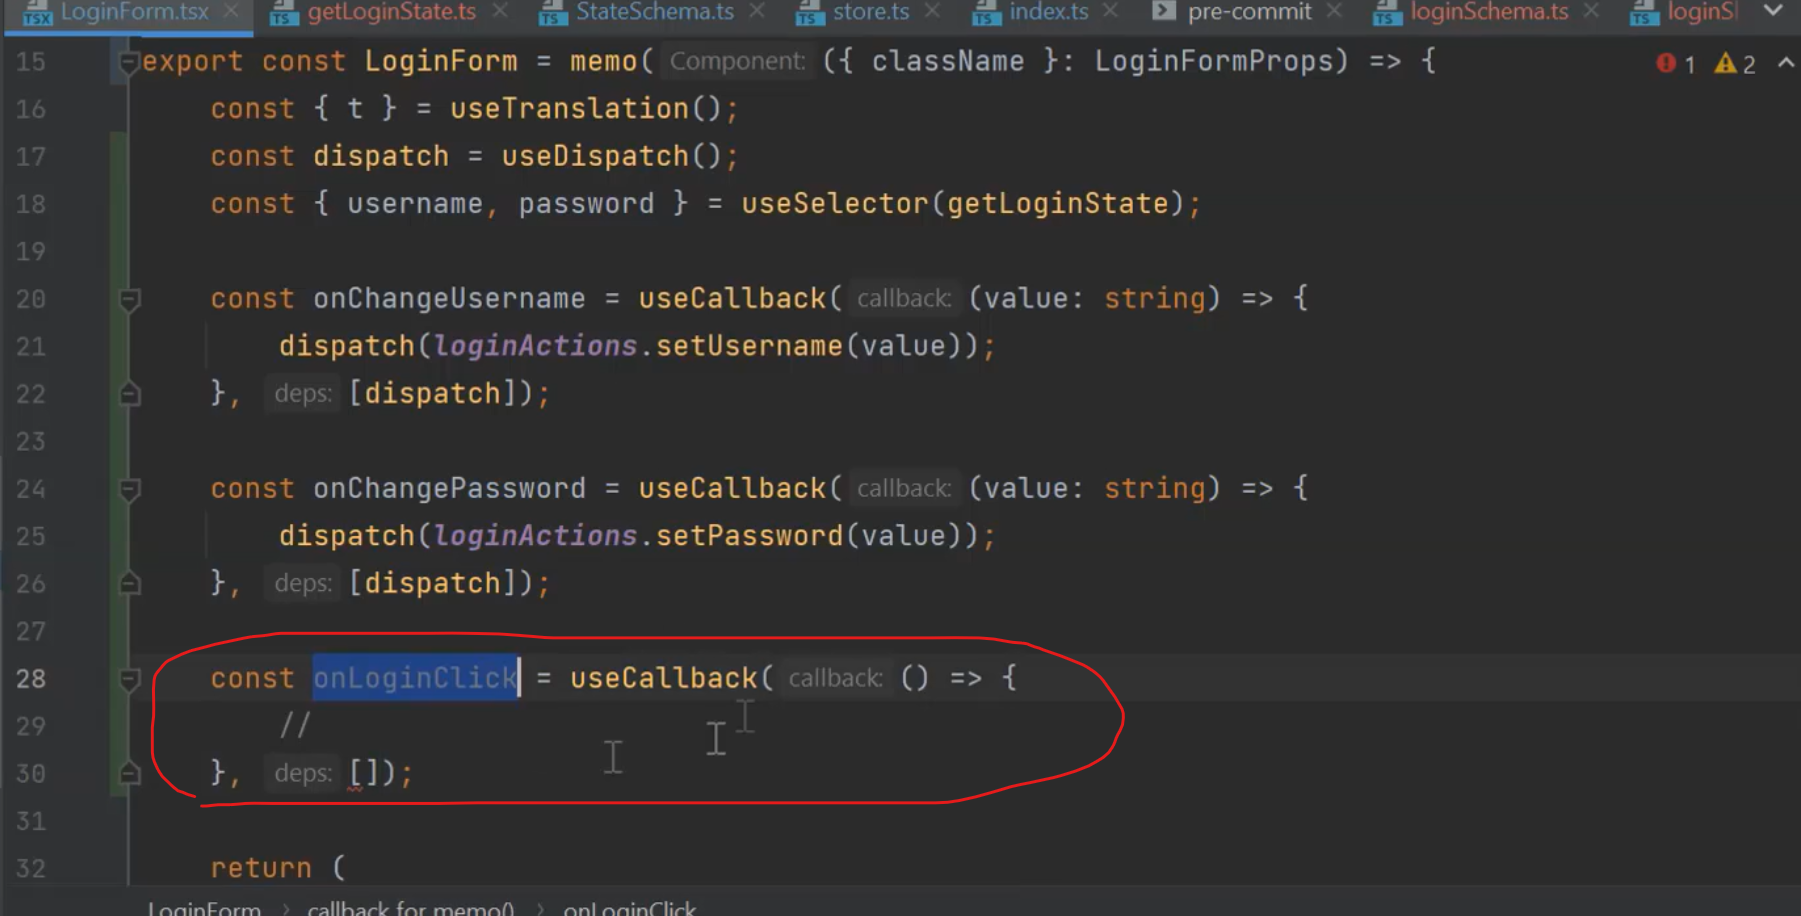 LoginForm.tsx getLoginState.ts StateSchema.ts store.ts index.ts pre-commit loginSchema.ts loginS
15 export const LoginForm = memo( Component: ({ className }: LoginFormProps) => { 1 2
16 const { t } = useTranslation();
17 const dispatch = useDispatch();
18 const { username, password } = useSelector(getLoginState);
19
20 const onChangeUsername = useCallback( callback: (value: string) => {
21 dispatch(loginActions.setUsername(value));
22 }, deps: [dispatch]);
23
24 const onChangePassword = useCallback( callback: (value: string) => {
25 dispatch(loginActions.setPassword(value));
26 }, deps: [dispatch]);
27
28 const onLoginClick = useCallback( callback: () => {
29 //
30 }, deps: []);
31
32 return (
LoginForm > callback for memo() > onLoginClick